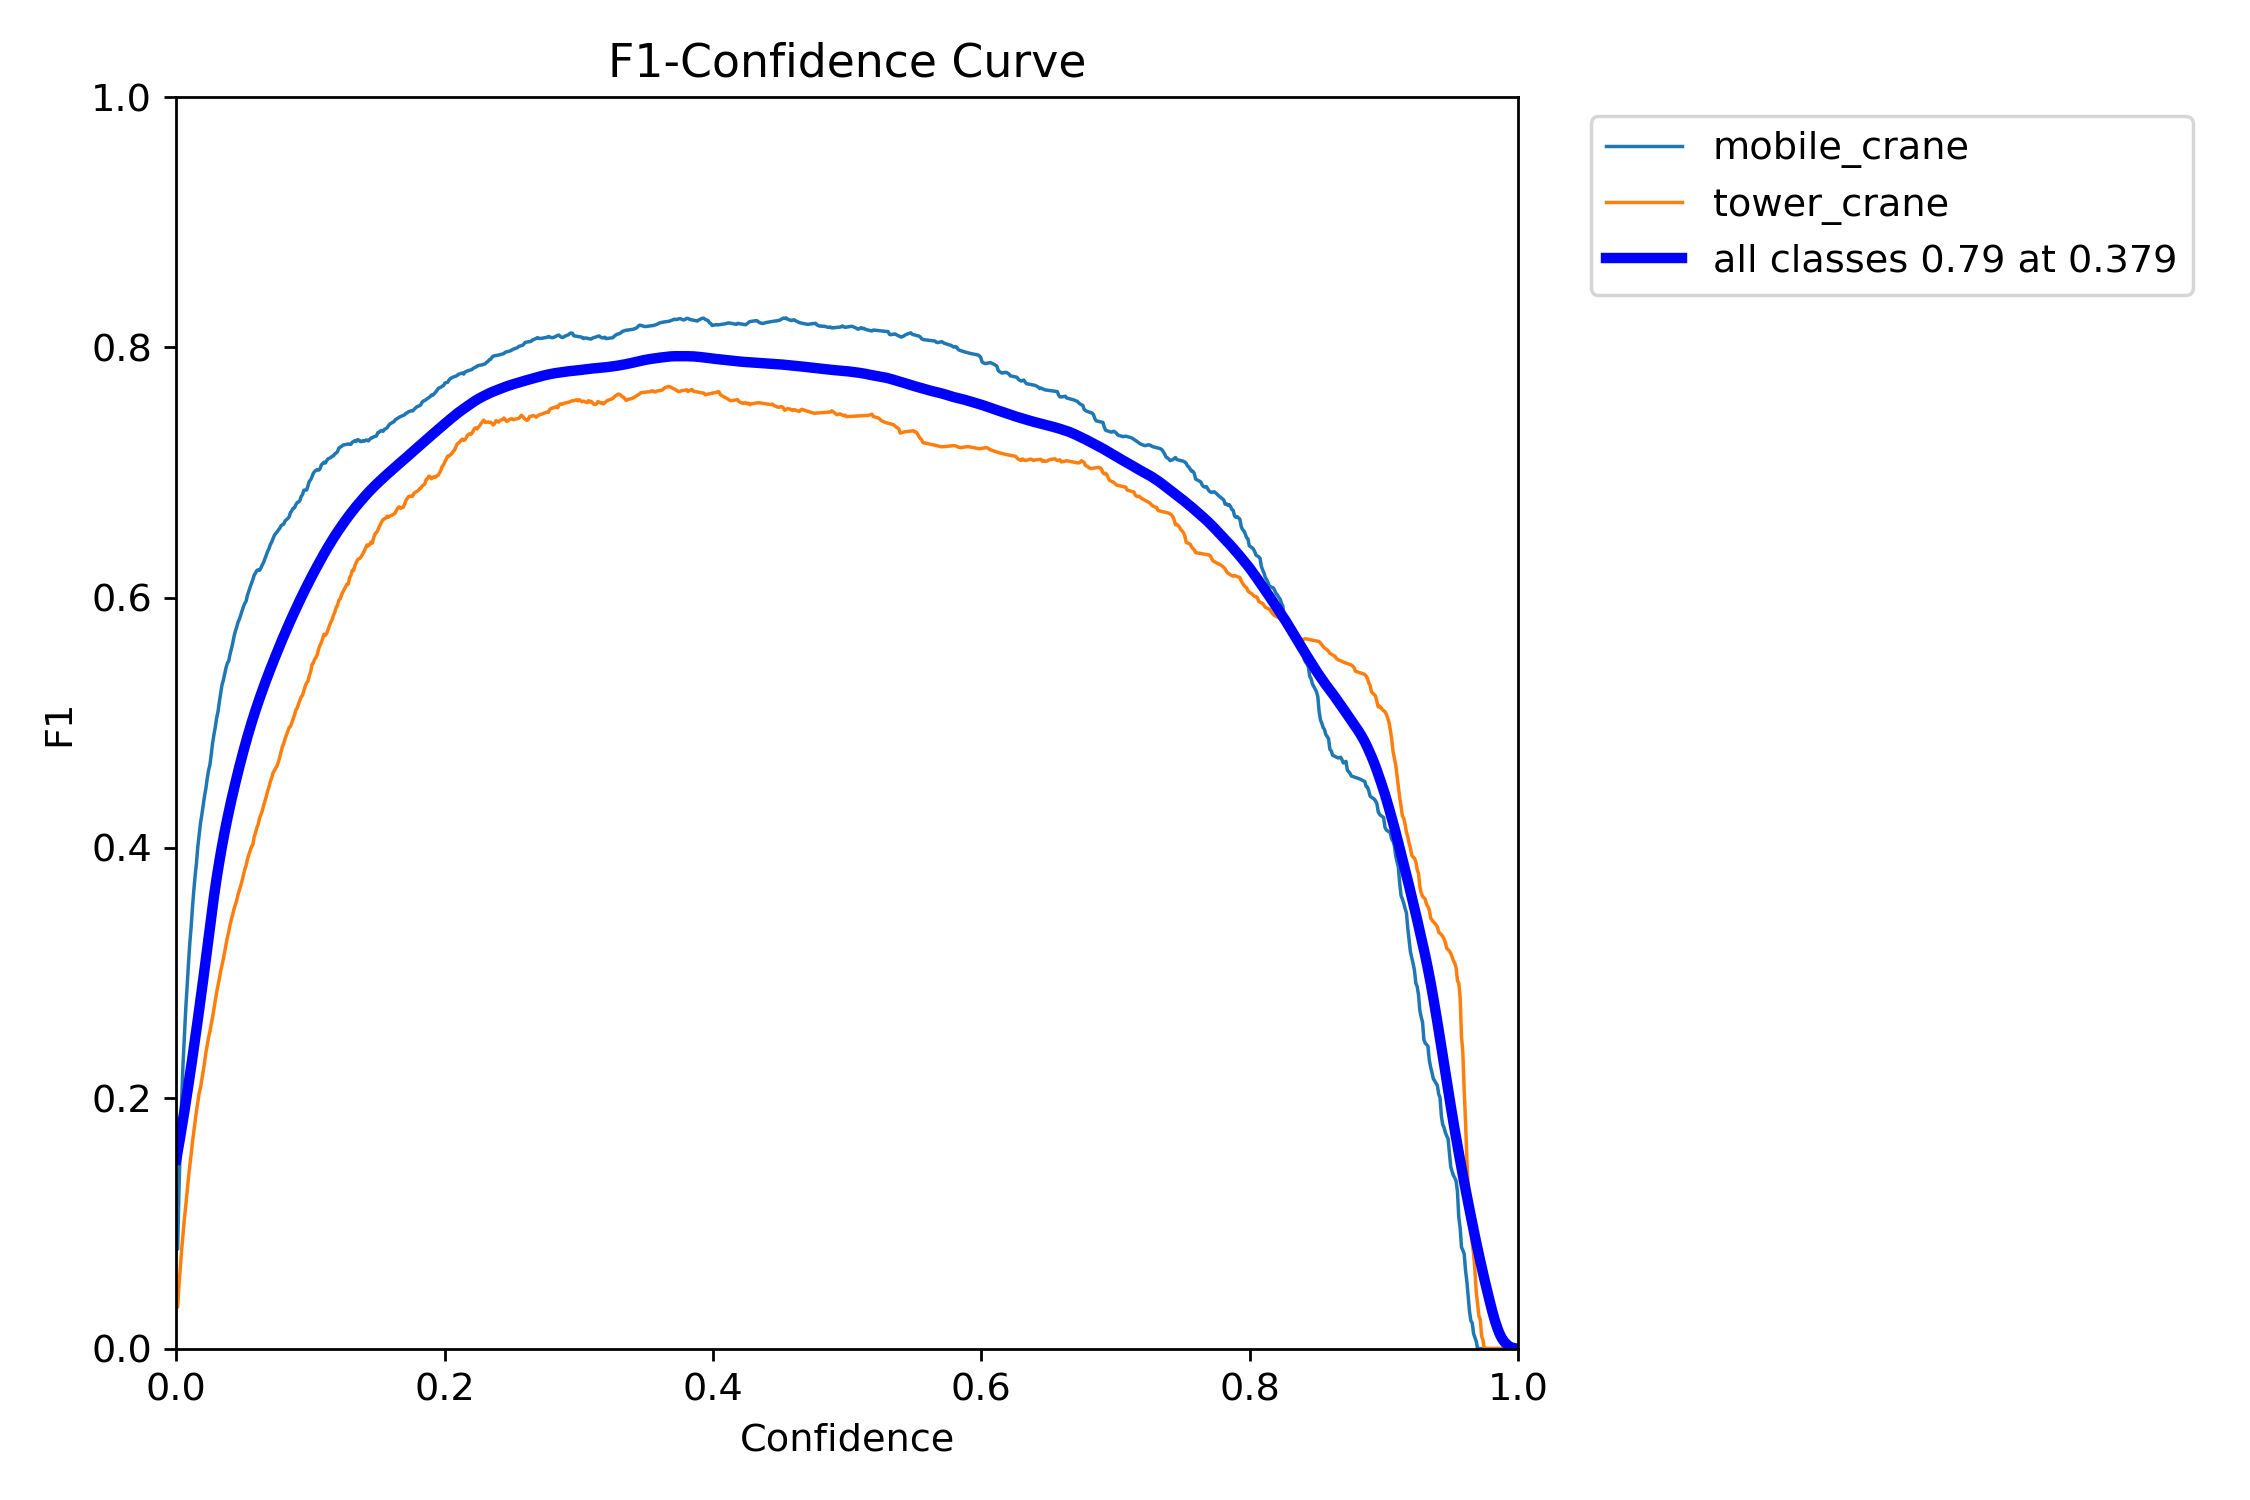 F1-Confidence Curve
1.0
0.8
0.6
0.4
0.2
0.0
F1
0.0 0.2 0.4 0.6 0.8 1.0
Confidence
mobile_crane
tower_crane
all classes 0.79 at 0.379